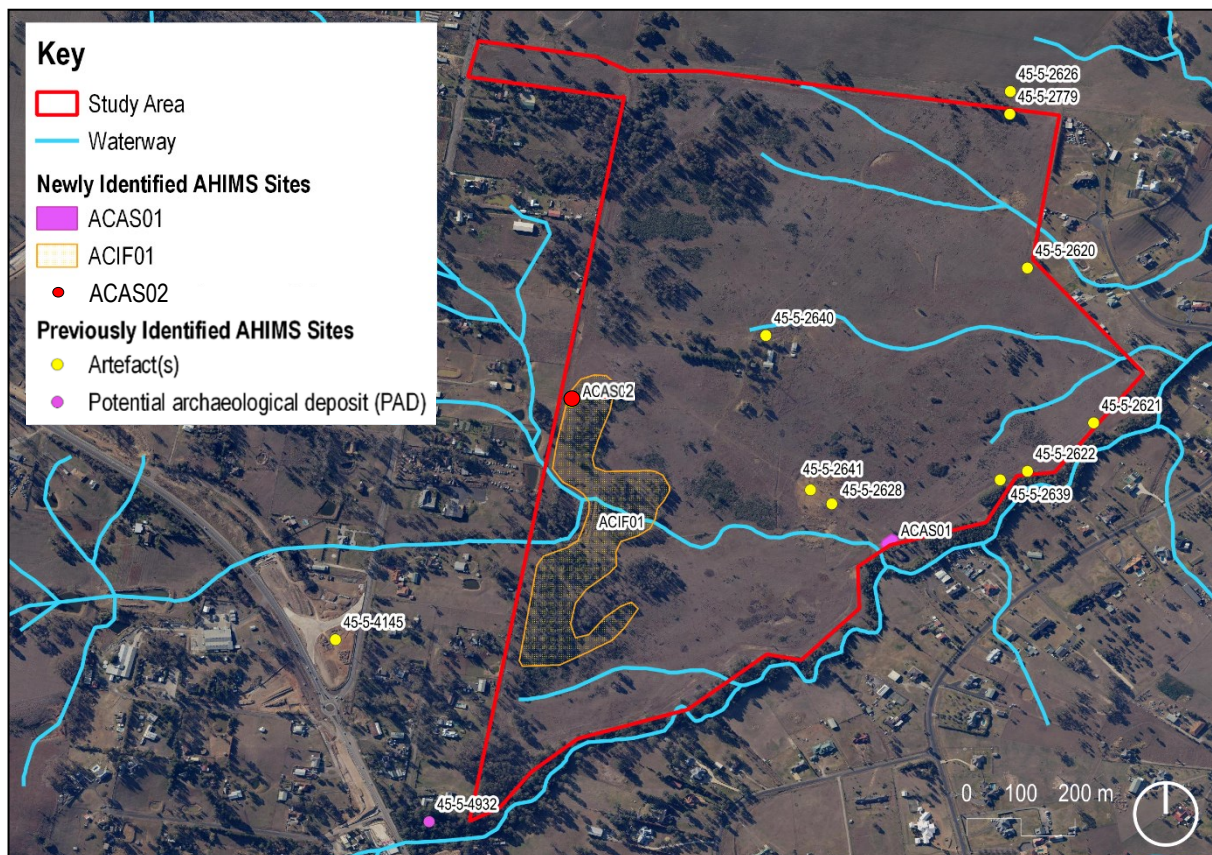 Key
Study Area
Waterway
Newly Identified AHIMS Sites
ACAS01
ACIF01
ACAS02
Previously Identified AHIMS Sites
Artefact(s)
Potential archaeological deposit (PAD)
45-5-2626
45-5-2779
45-5-2620
45-5-2640
ACAS02
45-5-2621
45-5-2622
45-5-2641
45-5-2628
45-5-2639
ACIF01
ACAS01
45-5-4145
45-5-4932
0 100 200 m